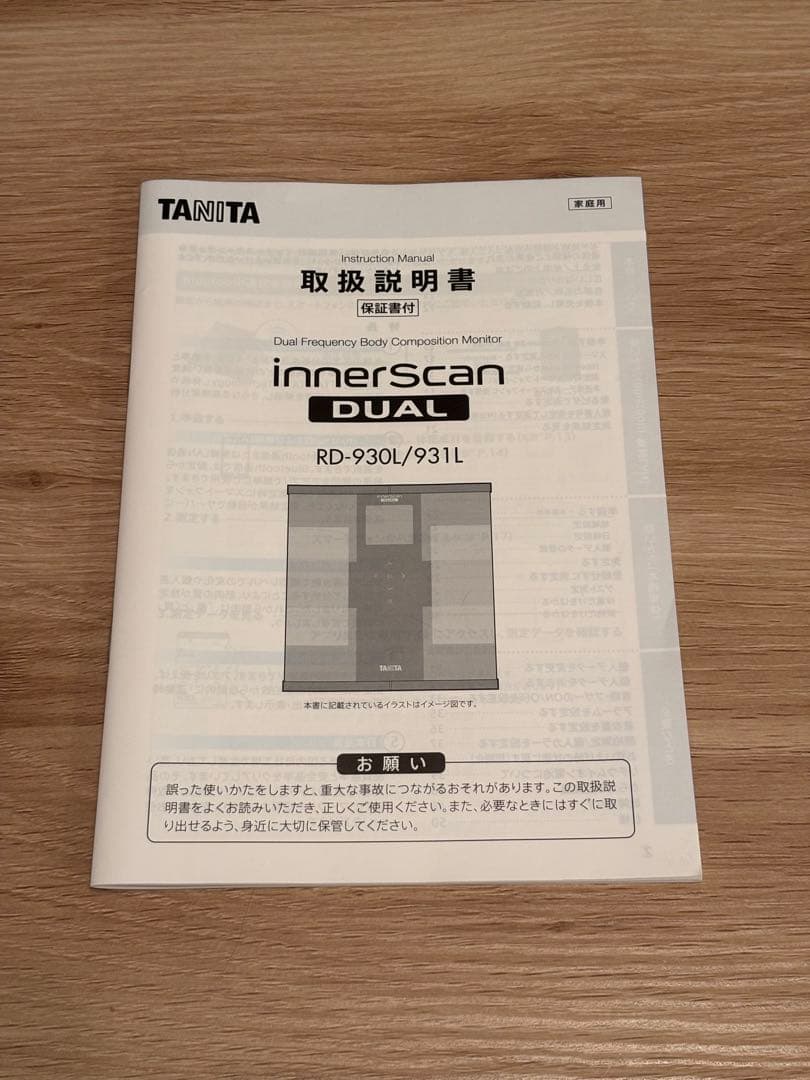 TANITA
家庭用
Instruction Manual
取扱説明書
保証書付
Dual Frequency Body Composition Monitor
innerScan
DUAL
RD-930L/931L
innerScan
DUAL
TANITA
本書に記載されているイラストはイメージ図です。
お願い
誤った使いかたをしますと、重大な事故につながるおそれがあります。この取扱説
明書をよくお読みいただき、正しくご使用ください。また、必要なときにはすぐに取
り出せるよう、身近に大切に保管してください。